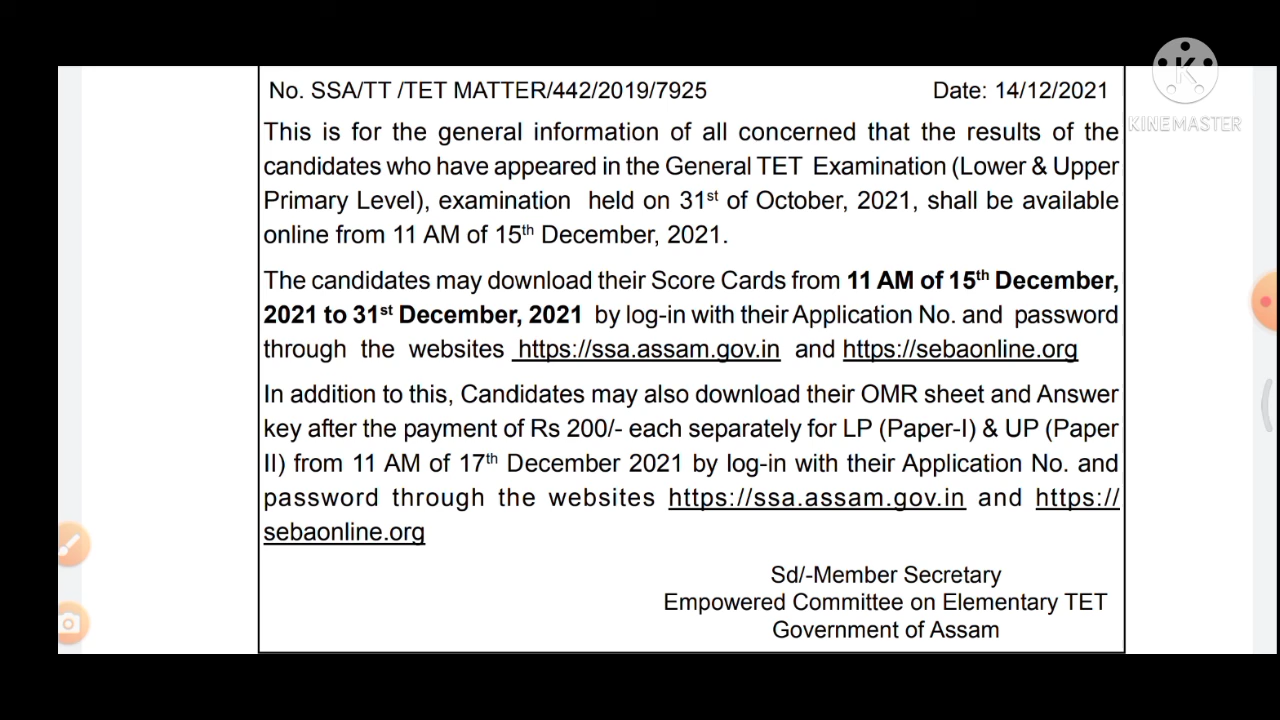 No. SSA/TT /TET MATTER/442/2019/7925 Date: 14/12/2021
This is for the general information of all concerned that the results of the
candidates who have appeared in the General TET Examination (Lower & Upper
Primary Level), examination held on 31st of October, 2021, shall be available
online from 11 AM of 15th December, 2021.
The candidates may download their Score Cards from 11 AM of 15th December,
2021 to 31st December, 2021 by log-in with their Application No. and password
through the websites https://ssa.assam.gov.in and https://sebaonline.org
In addition to this, Candidates may also download their OMR sheet and Answer
key after the payment of Rs 200/- each separately for LP (Paper-I) & UP (Paper
II) from 11 AM of 17th December 2021 by log-in with their Application No. and
password through the websites https://ssa.assam.gov.in and https://
sebaonline.org
Sd/-Member Secretary
Empowered Committee on Elementary TET
Government of Assam
K
KINEMASTER